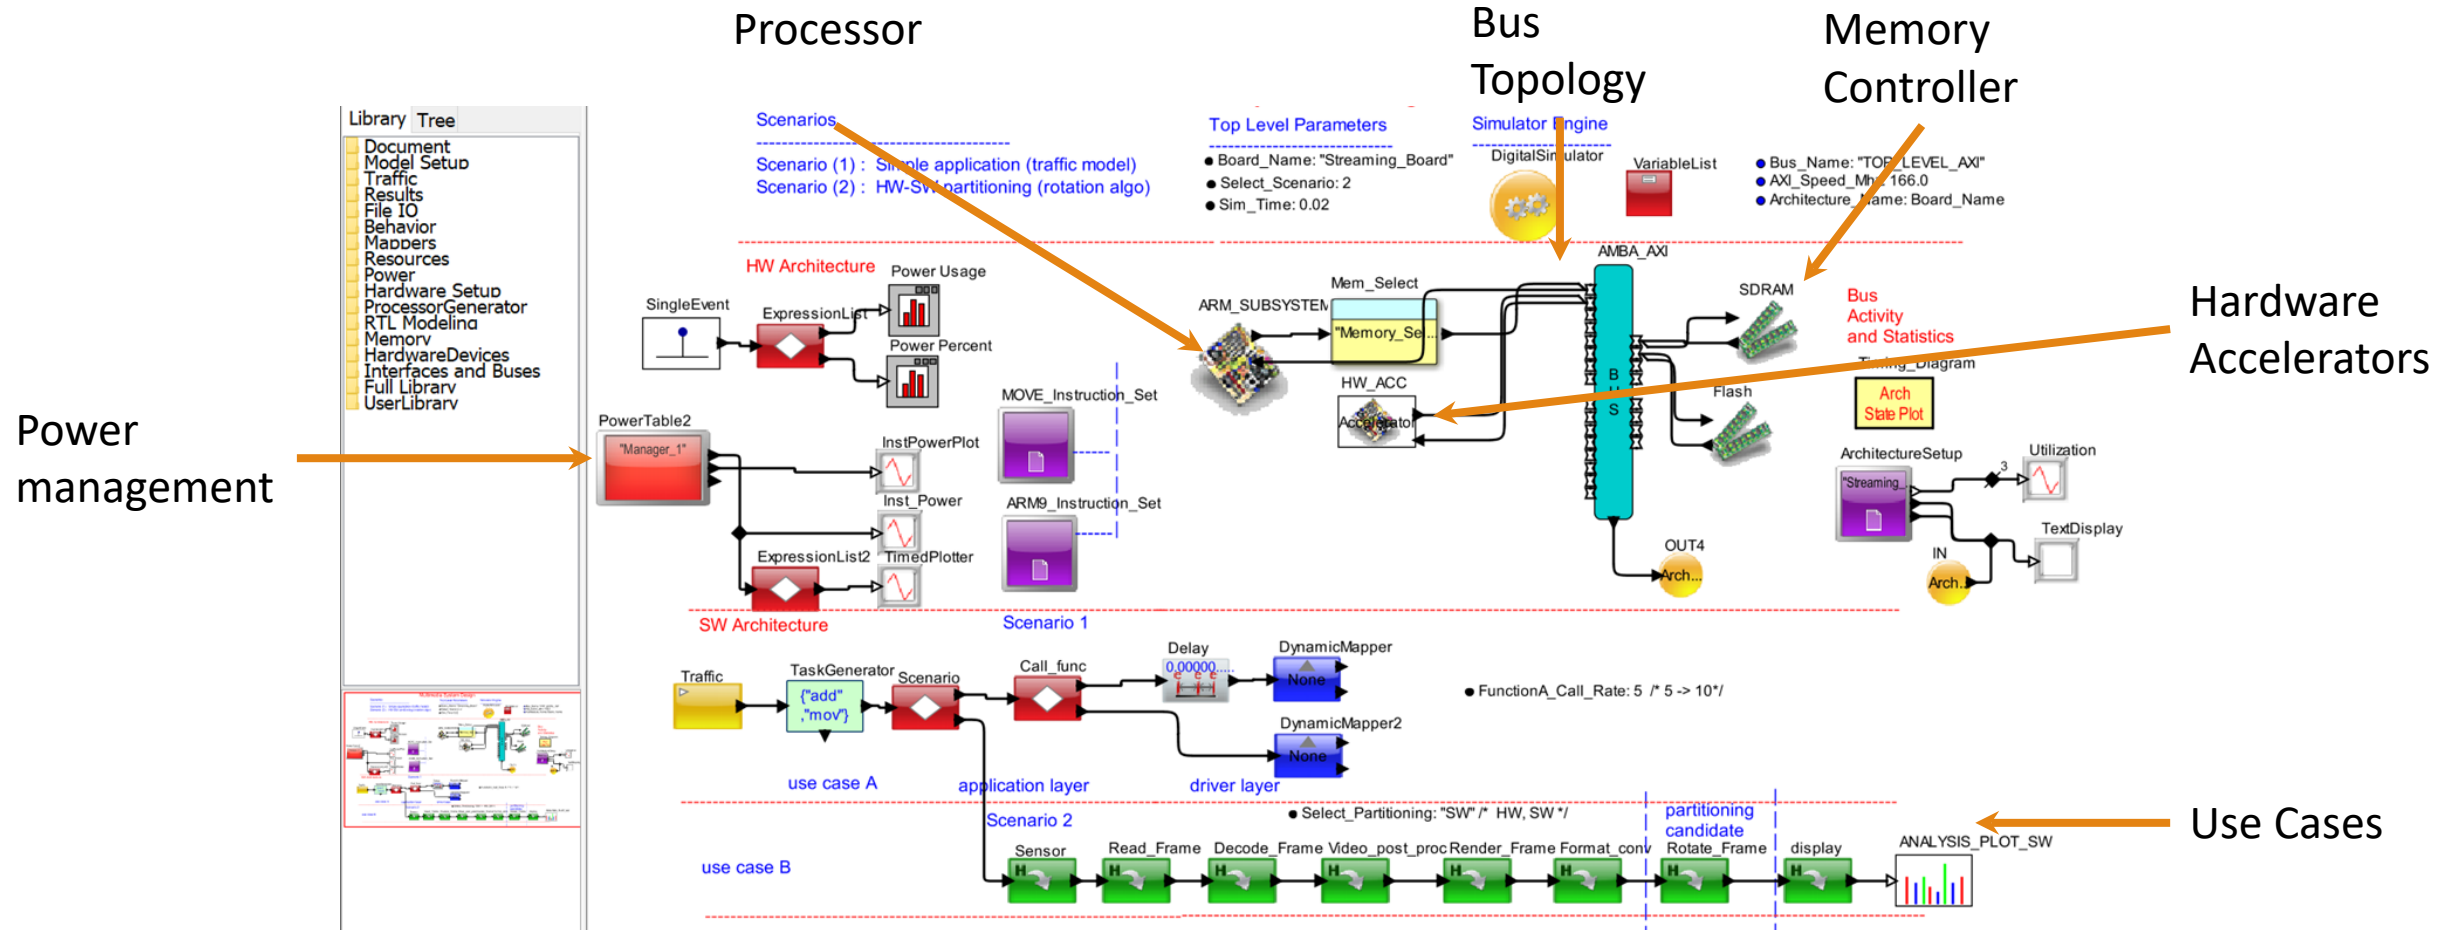 Processor
Bus
Topology
Memory
Controller
Hardware
Accelerators
Power
management
Use Cases
Library Tree
Document
Model Setup
Traffic
Results
File IO
Behavior
Mappers
Resources
Power
Hardware Setup
ProcessorGenerator
RTL Modeling
Memory
HardwareDevices
Interfaces and Buses
Full Library
UserLibrary
Scenarios
Scenario (1) : Simple application (traffic model)
Scenario (2) : HW-SW partitioning (rotation algo)
Top Level Parameters
Board_Name: "Streaming_Board"
Select_Scenario: 2
Sim_Time: 0.02
Simulator Engine
DigitalSimulator
VariableList
Bus_Name: "TOP_LEVEL_AXI"
AXI_Speed_Mhz: 166.0
Architecture_Name: Board_Name
HW Architecture
SingleEvent
ExpressionList
Power Usage
Power Percent
PowerTable2
"Manager_1"
InstPowerPlot
Inst_Power
ExpressionList2
TimedPlotter
MOVE_Instruction_Set
ARM9_Instruction_Set
ARM_SUBSYSTEM
Mem_Select
"Memory_Sel...
HW_ACC
Accelerator
AMBA_AXI
B
U
S
SDRAM
Flash
OUT4
Arch...
Bus
Activity
and Statistics
Timing_Diagram
Arch
State Plot
ArchitectureSetup
"Streaming_
3
Utilization
TextDisplay
IN
Arch.
SW Architecture
Scenario 1
Traffic
TaskGenerator
{"add"
,"mov"}
Scenario
Call_func
Delay
0.00000.....
DynamicMapper
None
DynamicMapper2
None
FunctionA_Call_Rate: 5 /* 5 -> 10*/
use case A
application layer
driver layer
Scenario 2
Select_Partitioning: "SW" /* HW, SW */
partitioning
candidate
use case B
Sensor
Read_Frame
Decode_Frame
Video_post_proc
Render_Frame
Format_conv
Rotate_Frame
display
ANALYSIS_PLOT_SW